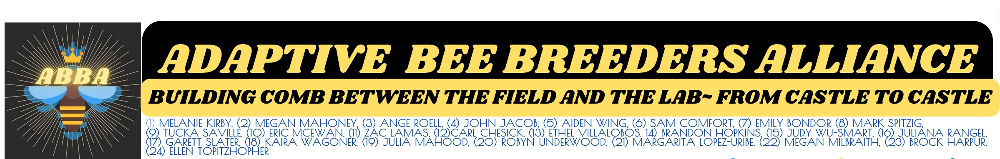 ABBA
ADAPTIVE BEE BREEDERS ALLIANCE
BUILDING COMB BETWEEN THE FIELD AND THE LAB~ FROM CASTLE TO CASTLE
(1) MELANIE KIRBY, (2) MEGAN MAHONEY, (3) ANGE ROELL, (4) JOHN JACOB, (5) AIDEN WING, (6) SAM COMFORT, (7) EMILY BONDOR (8) MARK SPITZIG,
(9) TUCKA SAVILLE, (10) ERIC MCEWAN, (11) ZAC LAMAS, (12)CARL CHESICK, (13) ETHEL VILLALOBOS, 14) BRANDON HOPKINS, (15) JUDY WU-SMART, (16) JULIANA RANGEL,
(17) GARETT SLATER, (18) KAIRA WAGONER, (19) JULIA MAHOOD, (20) ROBYN UNDERWOOD, (21) MARGARITA LOPEZ-URIBE, (22) MEGAN MILBRAITH, (23) BROCK HARPUR,
(24) ELLEN TOPITZHOPHER